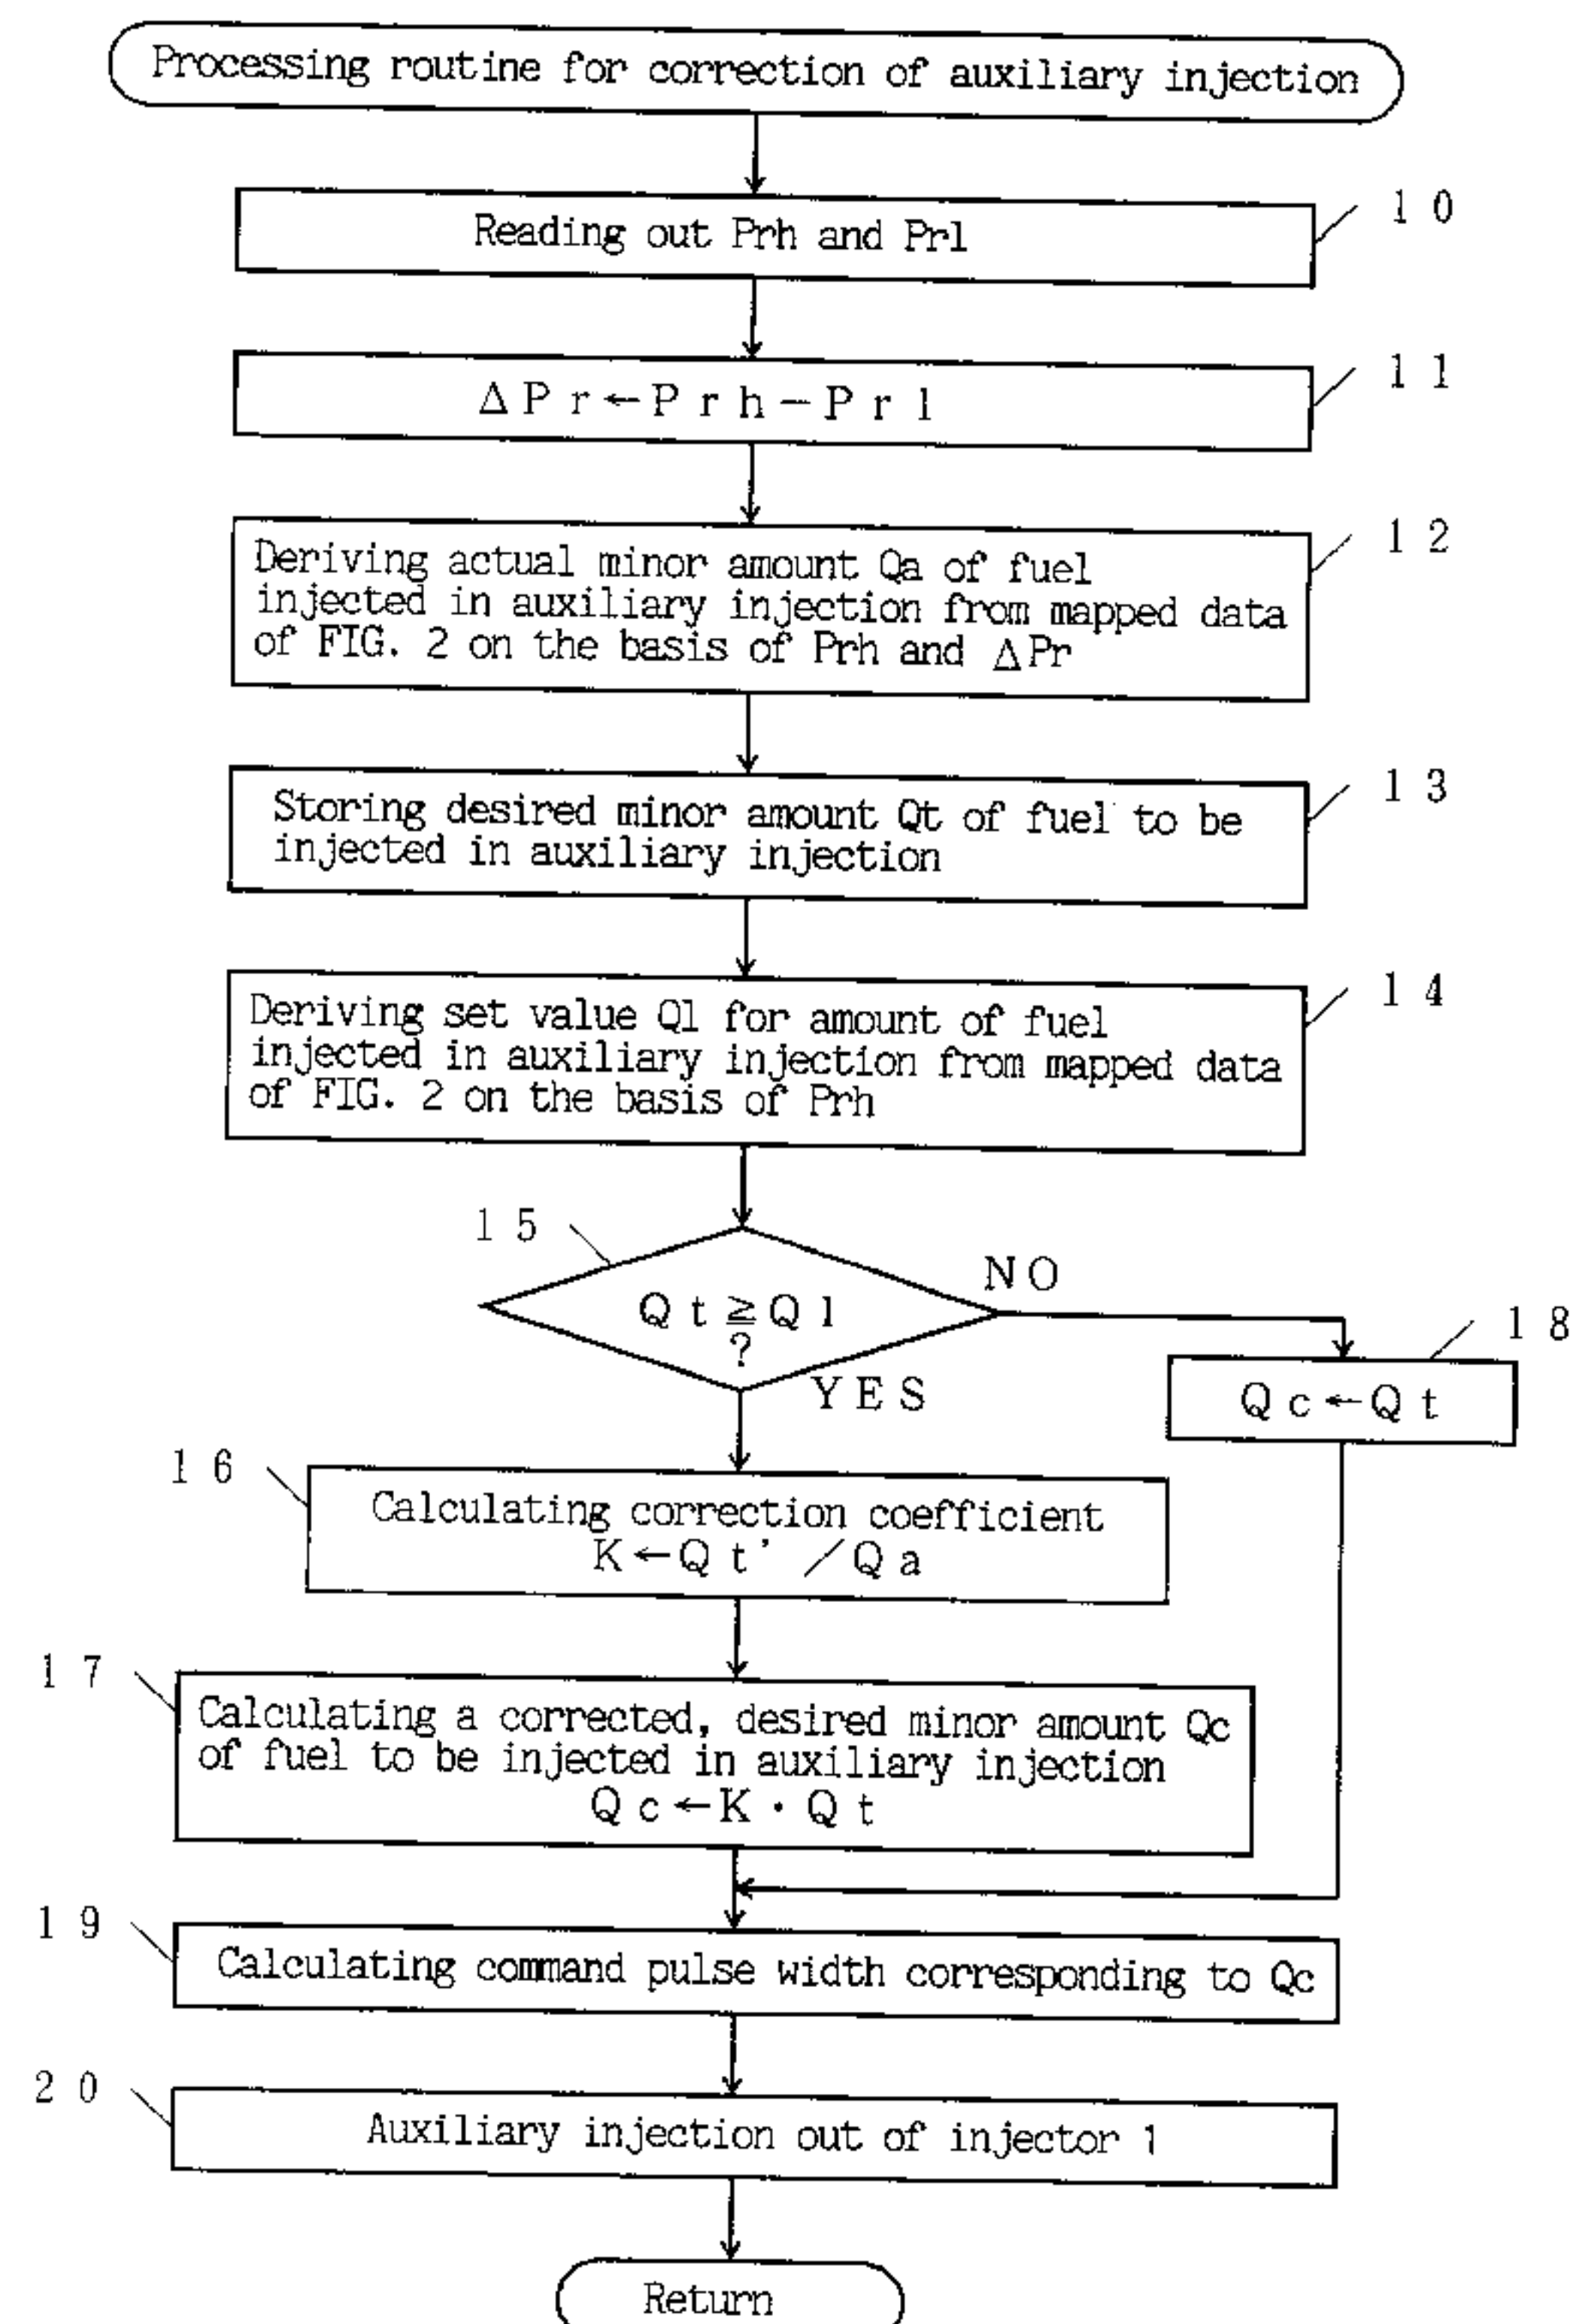 Processing routine for correction of auxiliary injection
10
Reading out Prh and Prl
11
ΔPr←Prh−Prl
12
Deriving actual minor amount Qa of fuel
injected in auxiliary injection from mapped data
of FIG. 2 on the basis of Prh and ΔPr
13
Storing desired minor amount Qt of fuel to be
injected in auxiliary injection
14
Deriving set value Ql for amount of fuel
injected in auxiliary injection from mapped data
of FIG. 2 on the basis of Prh
15
NO
Qt≧Ql
?
18
YES
Qc←Qt
16
Calculating correction coefficient
K←Qt'/Qa
17
Calculating a corrected, desired minor amount Qc
of fuel to be injected in auxiliary injection
Qc←K・Qt
19
Calculating command pulse width corresponding to Qc
20
Auxiliary injection out of injector 1
Return